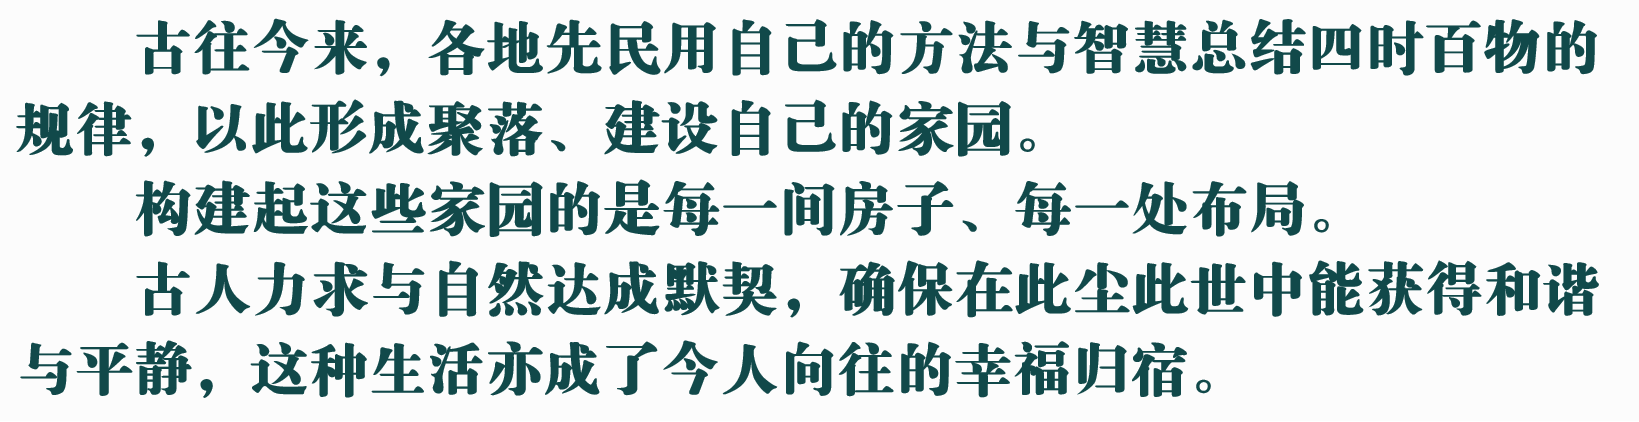 古往今来，各地先民用自己的方法与智慧总结四时百物的
规律，以此形成聚落、建设自己的家园。
构建起这些家园的是每一间房子、每一处布局。
古人力求与自然达成默契，确保在此尘此世中能获得和谐
与平静，这种生活亦成了今人向往的幸福归宿。